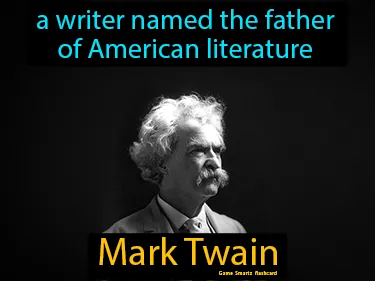 a writer named the father
of American literature
Mark Twain
Game Smartz flashcard